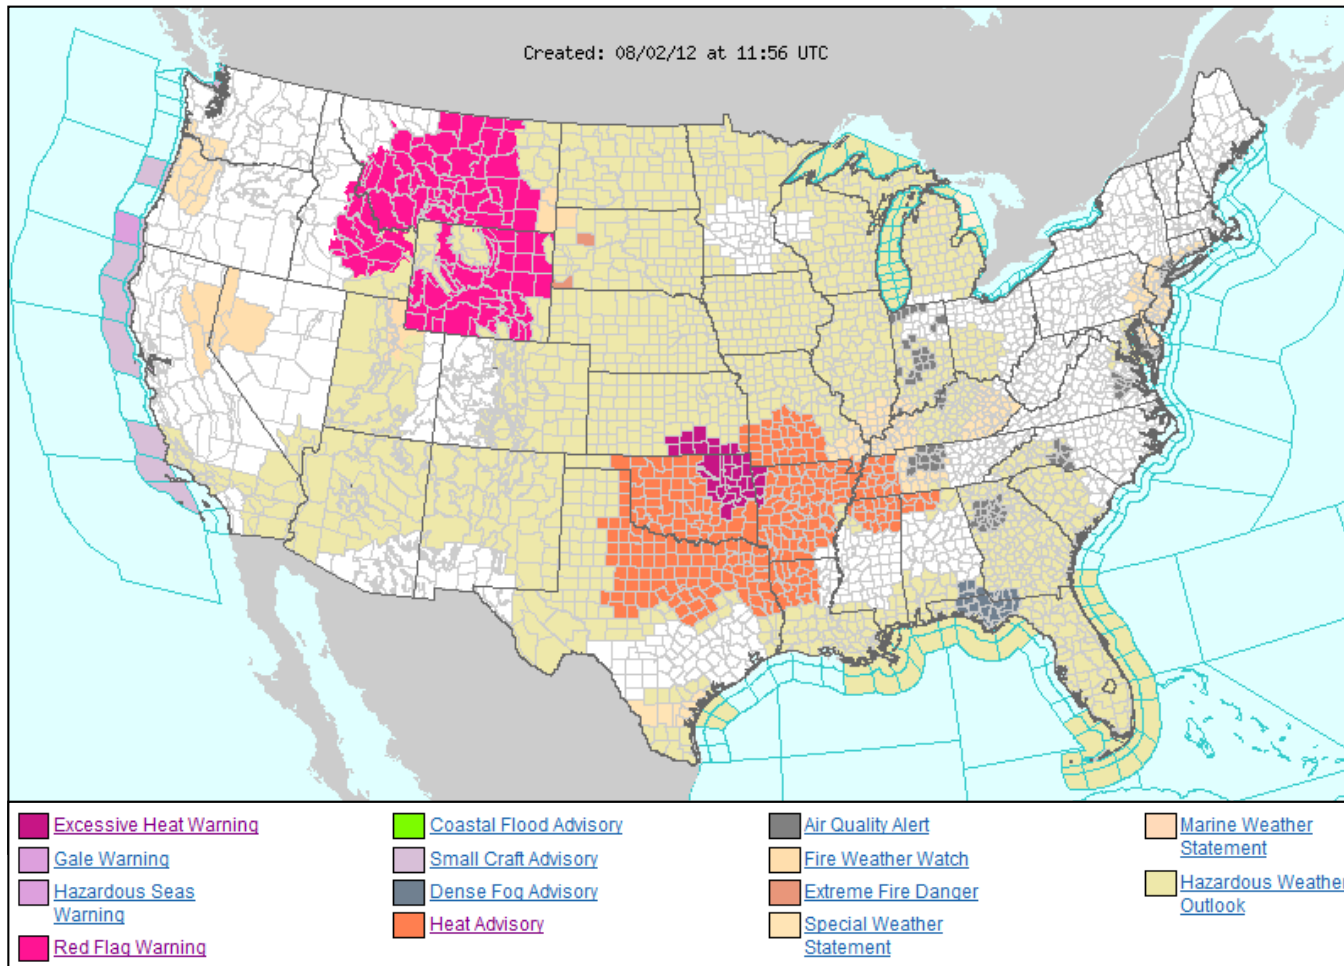 Created: 08/02/12 at 11:56 UTC
Excessive Heat Warning
Gale Warning
Hazardous Seas
Warning
Red Flag Warning
Coastal Flood Advisory
Small Craft Advisory
Dense Fog Advisory
Heat Advisory
Air Quality Alert
Fire Weather Watch
Extreme Fire Danger
Special Weather
Statement
Marine Weather
Statement
Hazardous Weather
Outlook